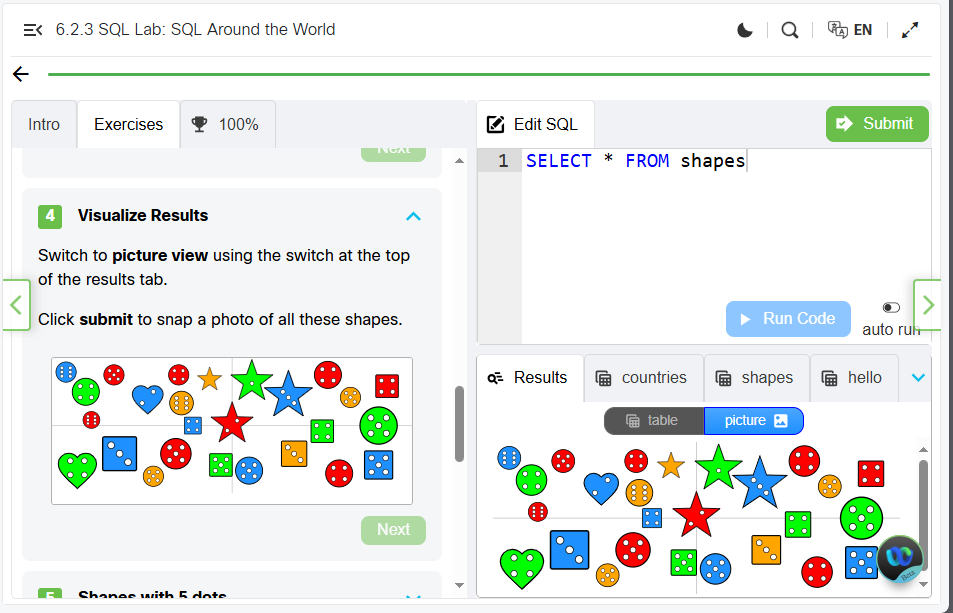 6.2.3 SQL Lab: SQL Around the World
EN
Intro
Exercises
100%
Next
4
Visualize Results
Switch to picture view using the switch at the top
of the results tab.
Click submit to snap a photo of all these shapes.
Next
5
Shapes with 5 dots
Edit SQL
Submit
1
SELECT * FROM shapes
Run Code
auto run
Results
countries
shapes
hello
table
picture
Beta